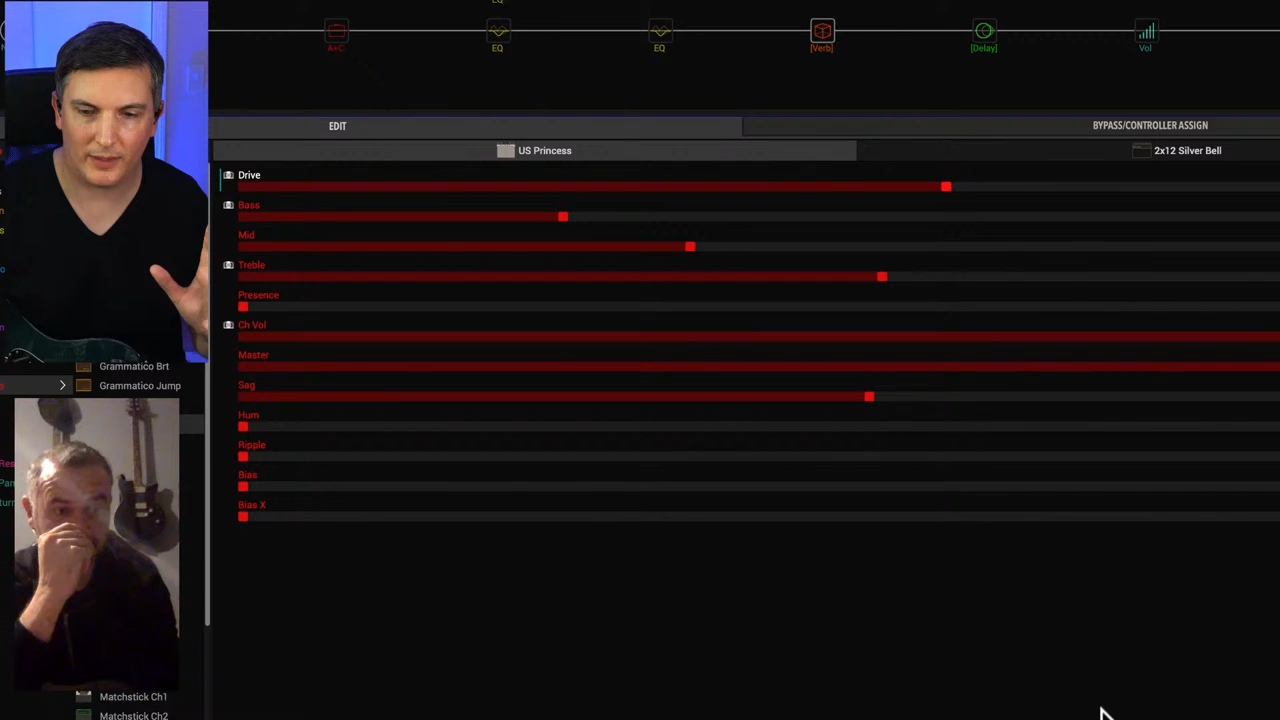 EQ
A+C
EQ
EQ
[Verb]
[Delay]
Vol
EDIT
BYPASS/CONTROLLER ASSIGN
US Princess
2x12 Silver Bell
Drive
Bass
Mid
Treble
Presence
Ch Vol
Master
Sag
Hum
Ripple
Bias
Bias X
Grammatico Brt
Grammatico Jump
Matchstick Ch1
Matchstick Ch2